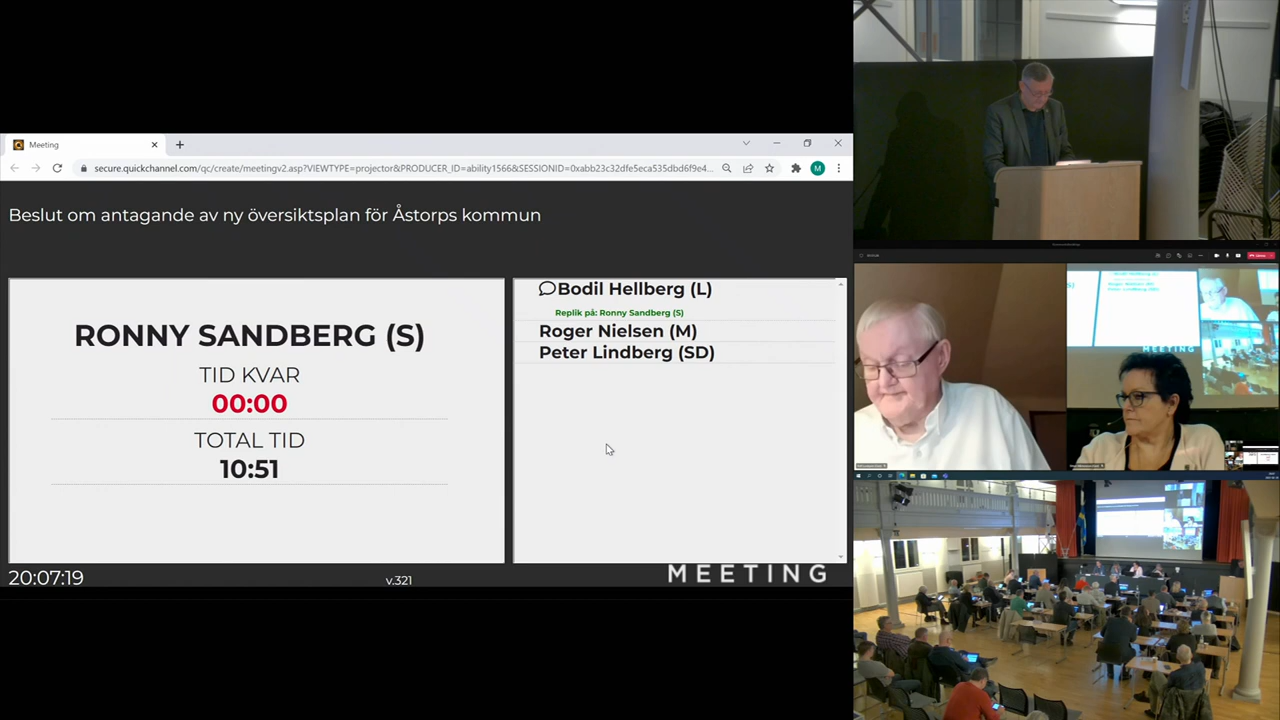 Meeting
secure.quickchannel.com/qc/create/meetingv2.asp?VIEWTYPE=projector&PRODUCER_ID=ability1566&SESSIONID=0xabb23c32dfe5eca535dbd6f9e4...
M
Beslut om antagande av ny översiktsplan för Åstorps kommun
RONNY SANDBERG (S)
TID KVAR
00:00
TOTAL TID
10:51
Bodil Hellberg (L)
Replik på: Ronny Sandberg (S)
Roger Nielsen (M)
Peter Lindberg (SD)
20:07:19
v.321
MEETING
MEETING